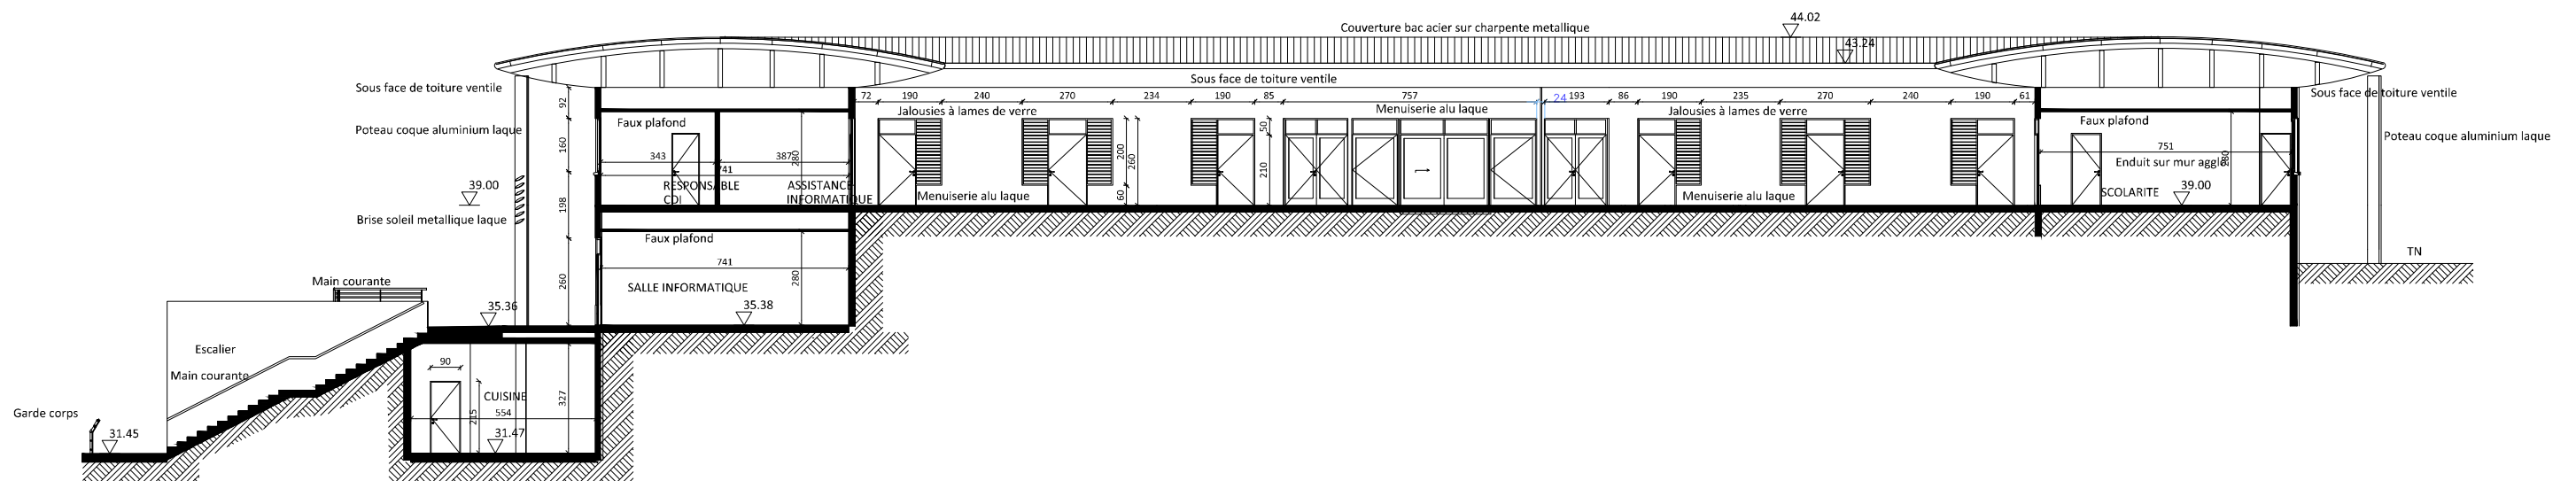 44.02
Couverture bac acier sur charpente metallique
43.24
Sous face de toiture ventile
Sous face de toiture ventile
Sous face de toiture ventile
92
72 190 240 270 234 190 85 757 24 193 86 190 235 270 240 190 61
Jalousies à lames de verre
Menuiserie alu laque
Jalousies à lames de verre
Poteau coque aluminium laque
Faux plafond
Faux plafond
Poteau coque aluminium laque
160
343
387
280
741
200
260
50
210
60
751
Enduit sur mur agglo
280
39.00
RESPONSABLE
CDI
ASSISTANCE
INFORMATIQUE
Menuiserie alu laque
Menuiserie alu laque
SCOLARITE
39.00
Brise soleil metallique laque
198
Faux plafond
741
TN
Main courante
260
280
SALLE INFORMATIQUE
35.36
35.38
Escalier
Main courante
90
CUISINE
327
215
554
Garde corps
31.45
31.47